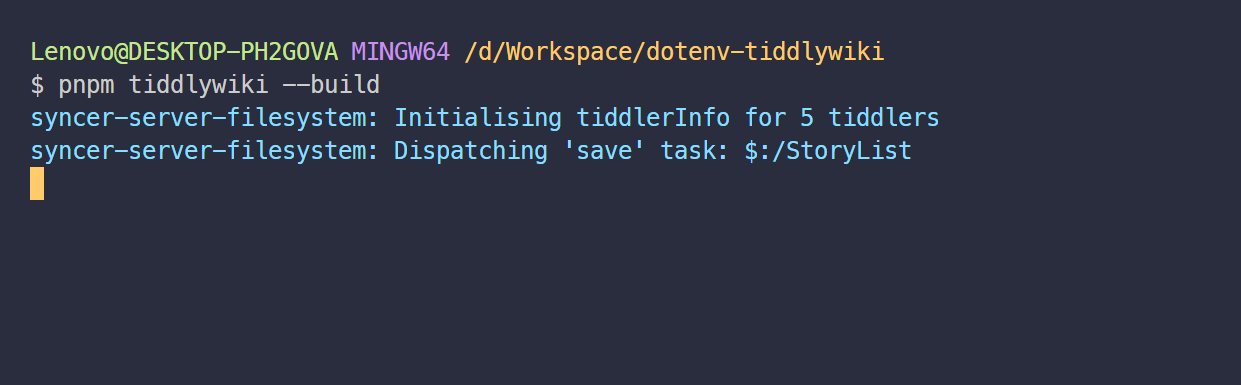 Lenovo@DESKTOP-PH2GOVA MINGW64 /d/Workspace/dotenv-tiddlywiki
$ pnpm tiddlywiki --build
syncer-server-filesystem: Initialising tiddlerInfo for 5 tiddlers
syncer-server-filesystem: Dispatching 'save' task: $:/StoryList